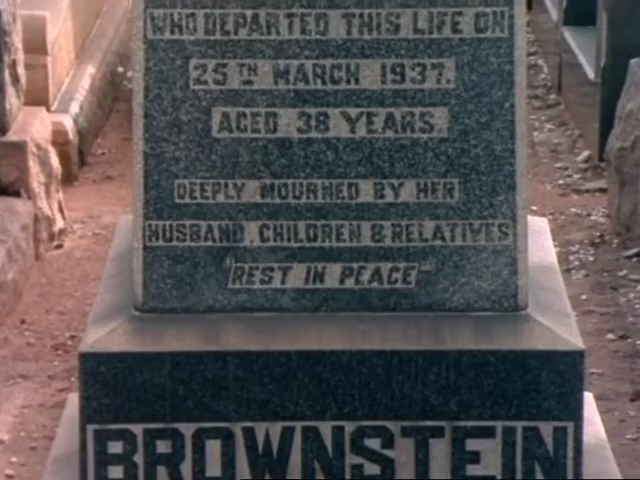 WHO DEPARTED THIS LIFE ON
25TH MARCH 1937.
AGED 38 YEARS.
DEEPLY MOURNED BY HER
HUSBAND, CHILDREN & RELATIVES
"REST IN PEACE"
BROWNSTEIN